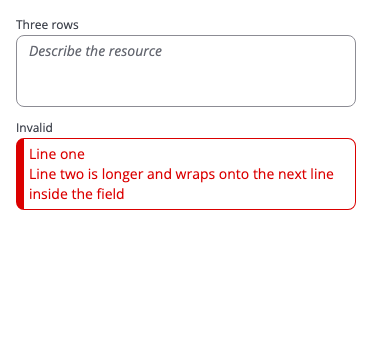 Three rows
Describe the resource
Invalid
Line one
Line two is longer and wraps onto the next line
inside the field